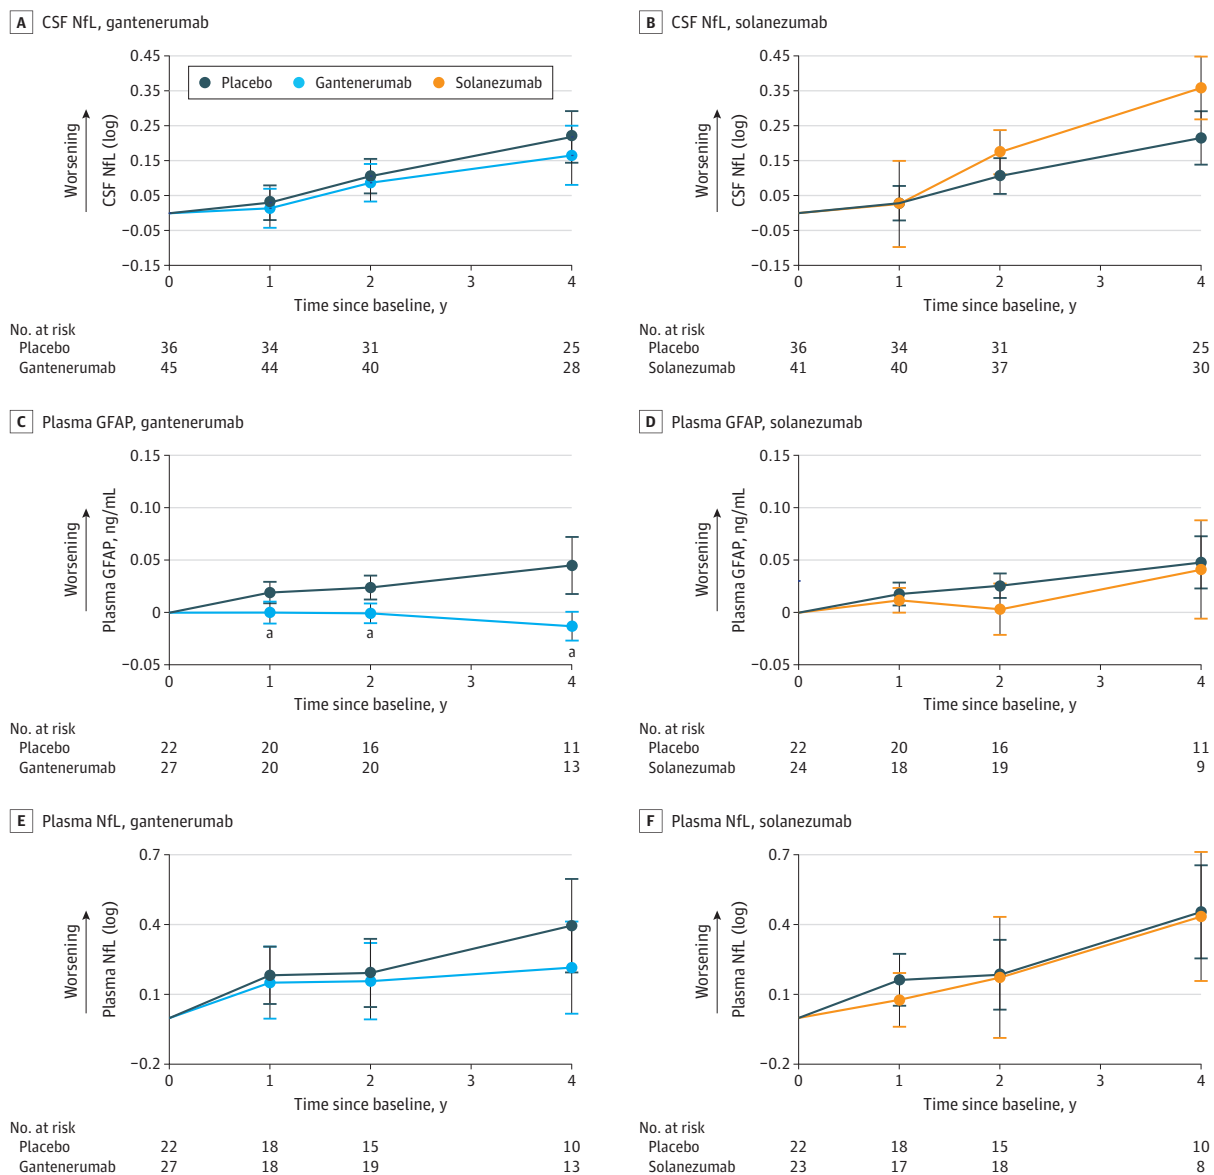 A CSF NfL, gantenerumab
Worsening
CSF NfL (log)
0.45
0.35
0.25
0.15
0.05
−0.05
−0.15
Placebo Gantenerumab Solanezumab
0 1 2 3 4
Time since baseline, y
No. at risk
Placebo 36 34 31 25
Gantenerumab 45 44 40 28
B CSF NfL, solanezumab
Worsening
CSF NfL (log)
0.45
0.35
0.25
0.15
0.05
−0.05
−0.15
0 1 2 3 4
Time since baseline, y
No. at risk
Placebo 36 34 31 25
Solanezumab 41 40 37 30
C Plasma GFAP, gantenerumab
Worsening
Plasma GFAP, ng/mL
0.15
0.10
0.05
0
−0.05
a a a
0 1 2 3 4
Time since baseline, y
No. at risk
Placebo 22 20 16 11
Gantenerumab 27 20 20 13
D Plasma GFAP, solanezumab
Worsening
Plasma GFAP, ng/mL
0.15
0.10
0.05
0
−0.05
0 1 2 3 4
Time since baseline, y
No. at risk
Placebo 22 20 16 11
Solanezumab 24 18 19 9
E Plasma NfL, gantenerumab
Worsening
Plasma NfL (log)
0.7
0.4
0.1
−0.2
0 1 2 3 4
Time since baseline, y
No. at risk
Placebo 22 18 15 10
Gantenerumab 27 18 19 13
F Plasma NfL, solanezumab
Worsening
Plasma NfL (log)
0.7
0.4
0.1
−0.2
0 1 2 3 4
Time since baseline, y
No. at risk
Placebo 22 18 15 10
Solanezumab 23 17 18 8